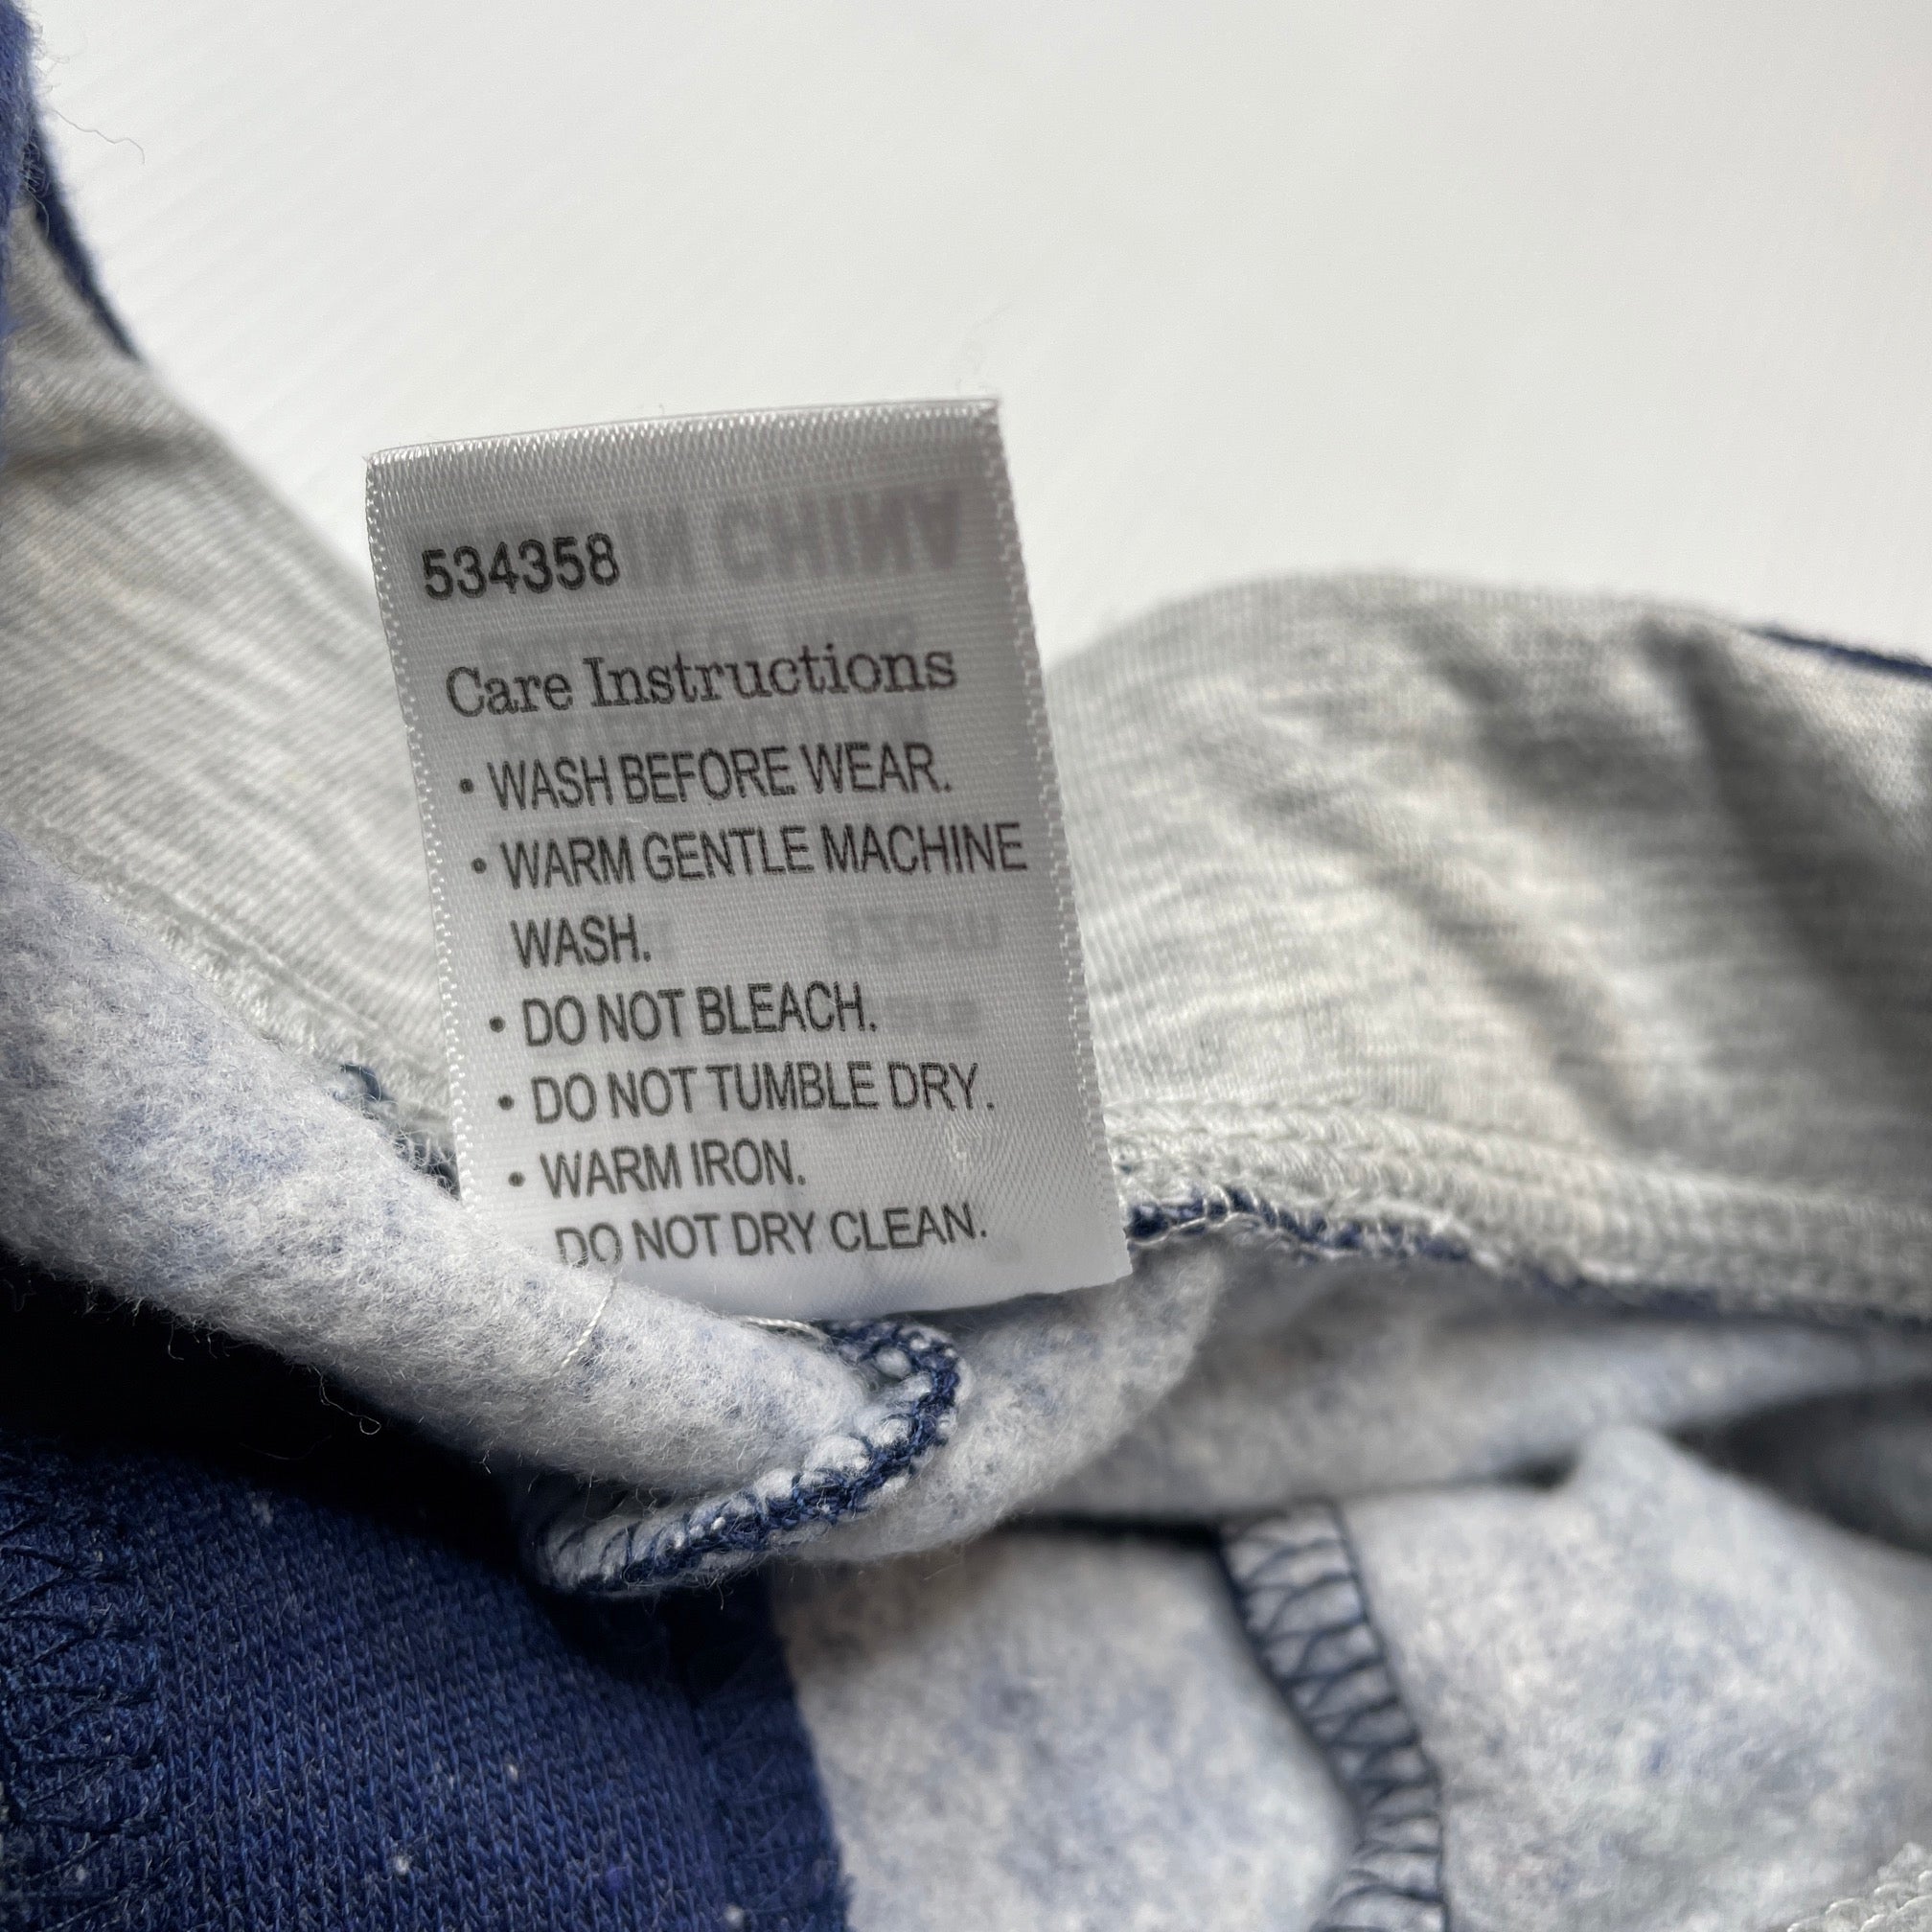 534358
Care Instructions
• WASH BEFORE WEAR.
• WARM GENTLE MACHINE
WASH.
• DO NOT BLEACH.
• DO NOT TUMBLE DRY.
• WARM IRON.
DO NOT DRY CLEAN.